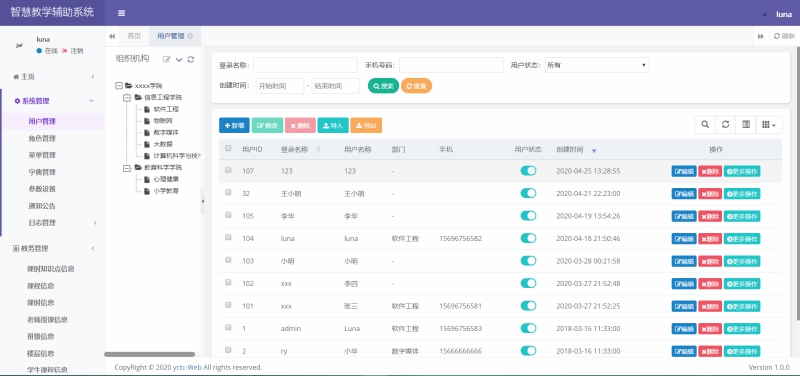 智慧教学辅助系统
luna
luna
在线 注销
主页
系统管理
用户管理
角色管理
菜单管理
字典管理
参数设置
通知公告
日志管理
教务管理
课时知识点信息
课程信息
课时信息
老师授课信息
班级信息
楼层信息
学生课程信息
首页 用户管理 刷新
组织机构
xxxx学院
信息工程学院
软件工程
物联网
数字媒体
大数据
计算机科学与技
教育科学学院
心理健康
小学教育
登录名称: 手机号码: 用户状态: 所有
创建时间: 开始时间 - 结束时间 搜索 重置
新增 修改 删除 导入 导出
用户ID 登录名称 用户名称 部门 手机 用户状态 创建时间 操作
107 123 123 - 2020-04-25 13:28:55 编辑 删除 更多操作
32 王小明 王小明 - 2020-04-21 22:23:00 编辑 删除 更多操作
105 李华 李华 - 2020-04-19 13:54:26 编辑 删除 更多操作
104 luna luna 软件工程 15696756582 2020-04-18 21:50:46 编辑 删除 更多操作
103 小明 小明 - 2020-03-28 00:21:58 编辑 删除 更多操作
102 xxx 李四 - 2020-03-27 21:52:48 编辑 删除 更多操作
101 xxx 张三 软件工程 15696756581 2020-03-27 21:52:25 编辑 删除 更多操作
1 admin Luna 软件工程 15696756583 2018-03-16 11:33:00 编辑 删除 更多操作
2 ry 小华 数字媒体 15666666666 2018-03-16 11:33:00 编辑 删除 更多操作
CopyRight © 2020 yctc-Web All rights reserved. Version 1.0.0